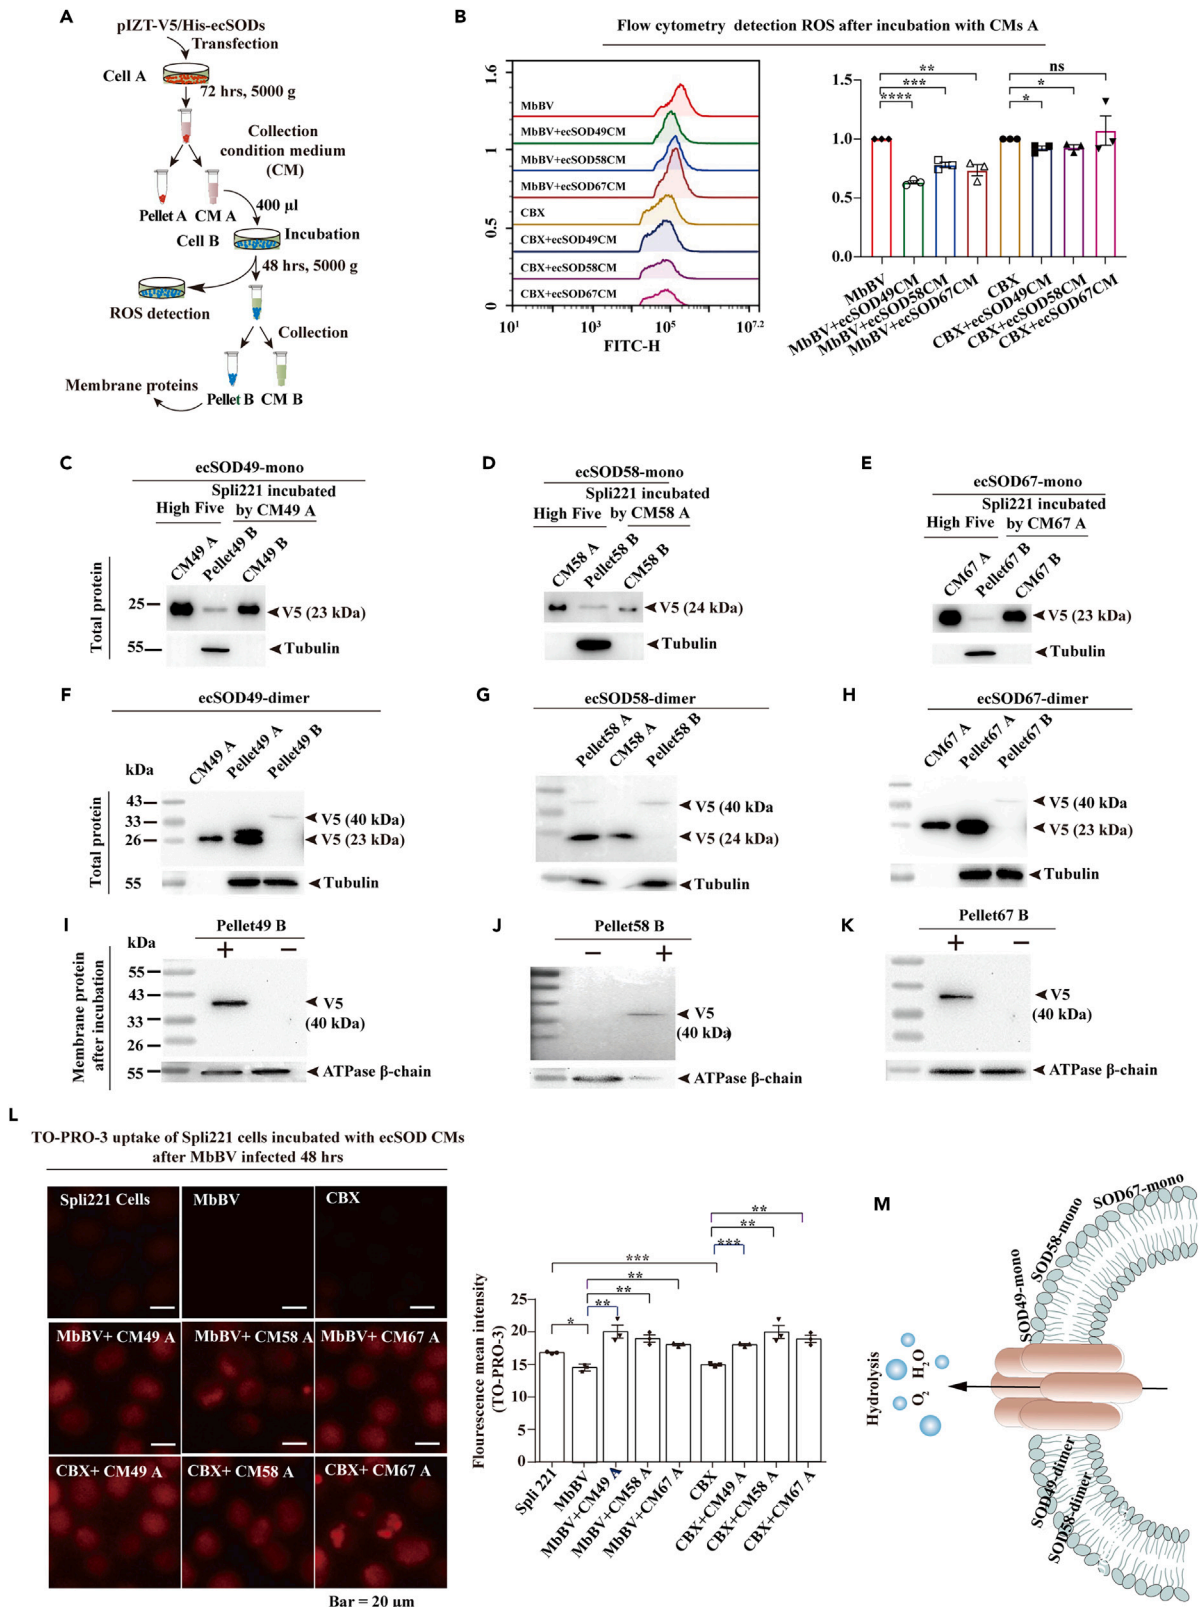 A
pIZT-V5/His-ecSODs
Transfection
Cell A
72 hrs, 5000 g
Collection
condition medium
(CM)
Pellet A CM A
400 µl
Cell B
Incubation
48 hrs, 5000 g
ROS detection
Collection
Membrane proteins
Pellet B CM B
B
Flow cytometry detection ROS after incubation with CMs A
1.6
1
0.5
0
MbBV
MbBV+ecSOD49CM
MbBV+ecSOD58CM
MbBV+ecSOD67CM
CBX
CBX+ecSOD49CM
CBX+ecSOD58CM
CBX+ecSOD67CM
10¹ 10³ 10⁵ 10⁷·²
FITC-H
1.5
1.0
0.5
0.0
** ns
*** *
**** *
MbBV
MbBV+ecSOD49CM
MbBV+ecSOD58CM
MbBV+ecSOD67CM
CBX
CBX+ecSOD49CM
CBX+ecSOD58CM
CBX+ecSOD67CM
C
ecSOD49-mono
Spli221 incubated
High Five by CM49 A
CM49 A
Pellet49 B
CM49 B
Total protein
25
V5 (23 kDa)
55
Tubulin
D
ecSOD58-mono
Spli221 incubated
High Five by CM58 A
CM58 A
Pellet58 B
CM58 B
V5 (24 kDa)
Tubulin
E
ecSOD67-mono
Spli221 incubated
High Five by CM67 A
CM67 A
Pellet67 B
CM67 B
V5 (23 kDa)
Tubulin
F
ecSOD49-dimer
kDa
CM49 A
Pellet49 A
Pellet49 B
Total protein
43
33
26
V5 (40 kDa)
V5 (23 kDa)
55
Tubulin
G
ecSOD58-dimer
Pellet58 A
CM58 A
Pellet58 B
V5 (40 kDa
V5 (24 kDa)
Tubulin
H
ecSOD67-dimer
CM67 A
Pellet67 A
Pellet67 B
V5 (40 kDa
V5 (23 kDa)
Tubulin
I
Pellet49 B
kDa
+ −
Membrane protein
after incubation
55
43
33
26
V5
(40 kDa)
55
ATPase β-chain
J
Pellet58 B
− +
V5
(40 kDa)
ATPase β-chain
K
Pellet67 B
+ −
V5
(40 kDa)
ATPase β-chain
L
TO-PRO-3 uptake of Spli221 cells incubated with ecSOD CMs
after MbBV infected 48 hrs
Spli221 Cells MbBV CBX
MbBV+ CM49 A MbBV+ CM58 A MbBV+ CM67 A
CBX+ CM49 A CBX+ CM58 A CBX+ CM67 A
Bar = 20 µm
Flourescence mean intensity
(TO-PRO-3)
25
20
15
10
5
0
**
**
***
***
**
**
**
*
Spli 221
MbBV
MbBV+CM49 A
MbBV+CM58 A
MbBV+CM67 A
CBX
CBX+CM49 A
CBX+CM58 A
CBX+CM67 A
M
SOD49-mono
SOD58-mono
SOD67-mono
Hydrolysis
O₂ H₂O
SOD49-dimer
SOD58-dimer